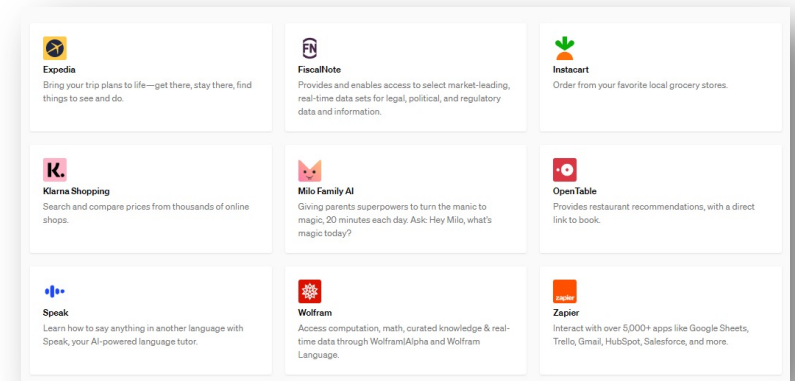 Expedia
Bring your trip plans to life—get there, stay there, find
things to see and do.
FN
FiscalNote
Provides and enables access to select market-leading,
real-time data sets for legal, political, and regulatory
data and information.
Instacart
Order from your favorite local grocery stores.
K.
Klarna Shopping
Search and compare prices from thousands of online
shops.
Milo Family AI
Giving parents superpowers to turn the manic to
magic, 20 minutes each day. Ask: Hey Milo, what's
magic today?
OpenTable
Provides restaurant recommendations, with a direct
link to book.
Speak
Learn how to say anything in another language with
Speak, your AI-powered language tutor.
Wolfram
Access computation, math, curated knowledge & real-
time data through Wolfram|Alpha and Wolfram
Language.
zapier
Zapier
Interact with over 5,000+ apps like Google Sheets,
Trello, Gmail, HubSpot, Salesforce, and more.